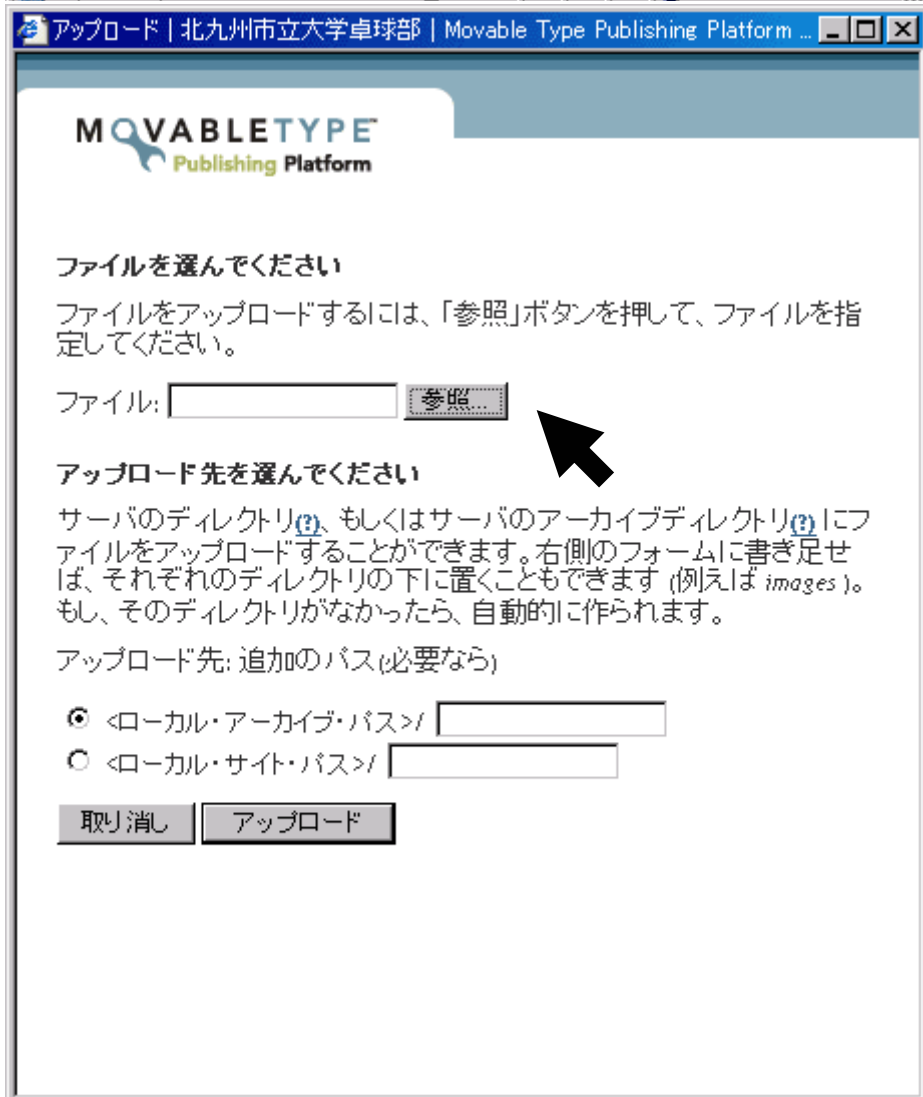 アップロード | 北九州市立大学卓球部 | Movable Type Publishing Platform ...
MOVABLETYPE™
Publishing Platform
ファイルを選んでください
ファイルをアップロードするには、「参照」ボタンを押して、ファイルを指
定してください。
ファイル: 参照...
アップロード先を選んでください
サーバのディレクトリ(?)、もしくはサーバのアーカイブディレクトリ(?) にフ
ァイルをアップロードすることができます。右側のフォームに書き足せ
ば、それぞれのディレクトリの下に置くこともできます (例えば images )。
もし、そのディレクトリがなかったら、自動的に作られます。
アップロード先: 追加のパス(必要なら)
<ローカル・アーカイブ・パス>/
<ローカル・サイト・パス>/
取り消し アップロード